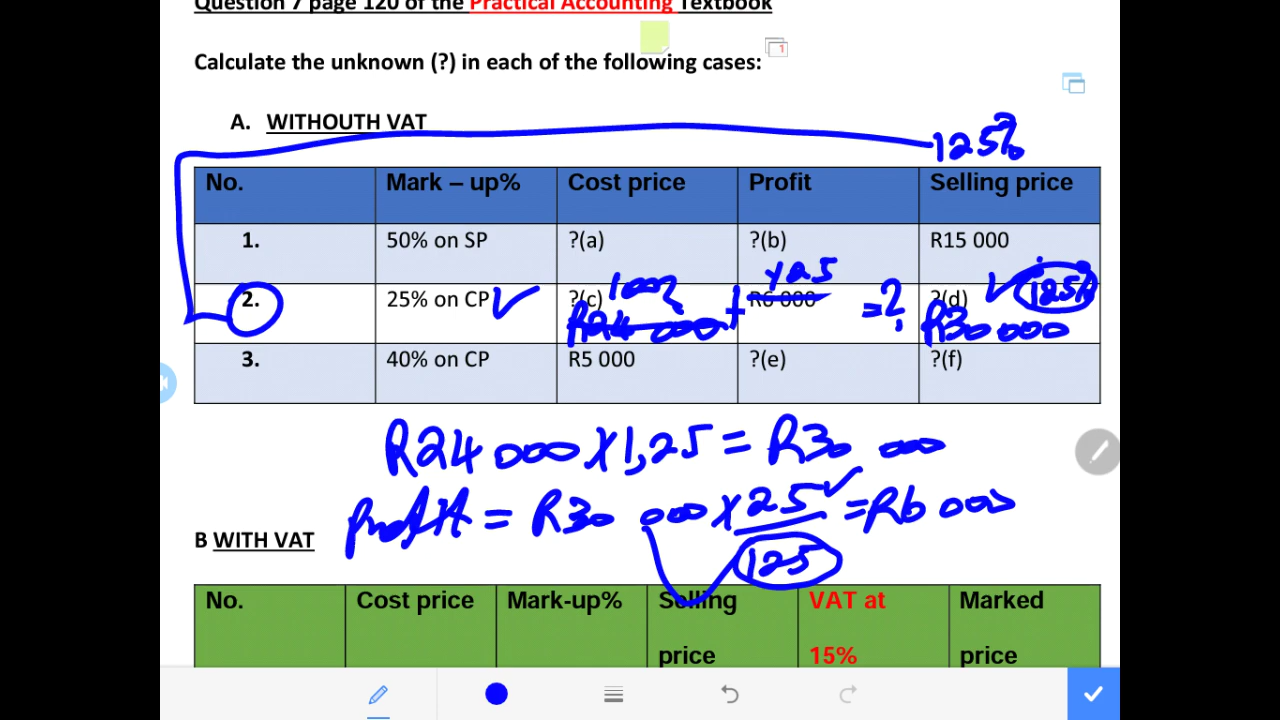 Question 7 page 120 of the Practical Accounting Textbook
1
Calculate the unknown (?) in each of the following cases:
A. WITHOUTH VAT
125%
No. Mark – up% Cost price Profit Selling price
1. 50% on SP ?(a) ?(b) R15 000
100% 25
2. 25% on CP ?(c) + R6 000 =? ?(d) 125%
R24 000 R30 000
3. 40% on CP R5 000 ?(e) ?(f)
R24 000 X 1,25 = R30 000
Profit = R30 000 X 25 = R6 000
125
B WITH VAT
No. Cost price Mark-up% Selling price VAT at 15% Marked price